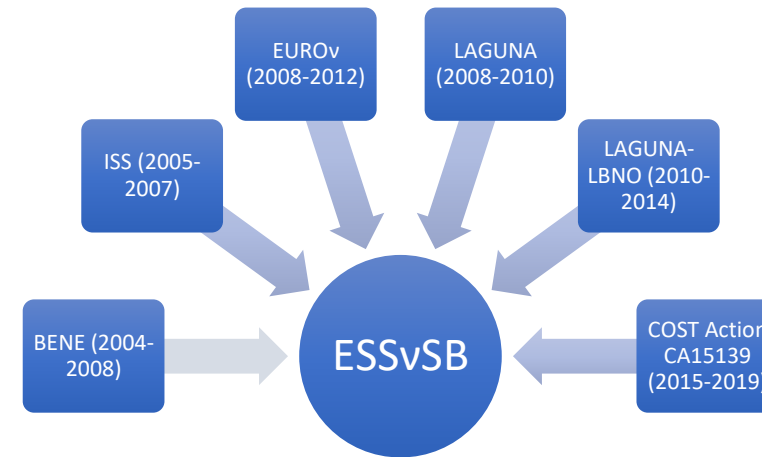 EUROν
(2008-2012)
LAGUNA
(2008-2010)
ISS (2005-
2007)
LAGUNA-
LBNO (2010-
2014)
BENE (2004-
2008)
ESSνSB
COST Action
CA15139
(2015-2019)